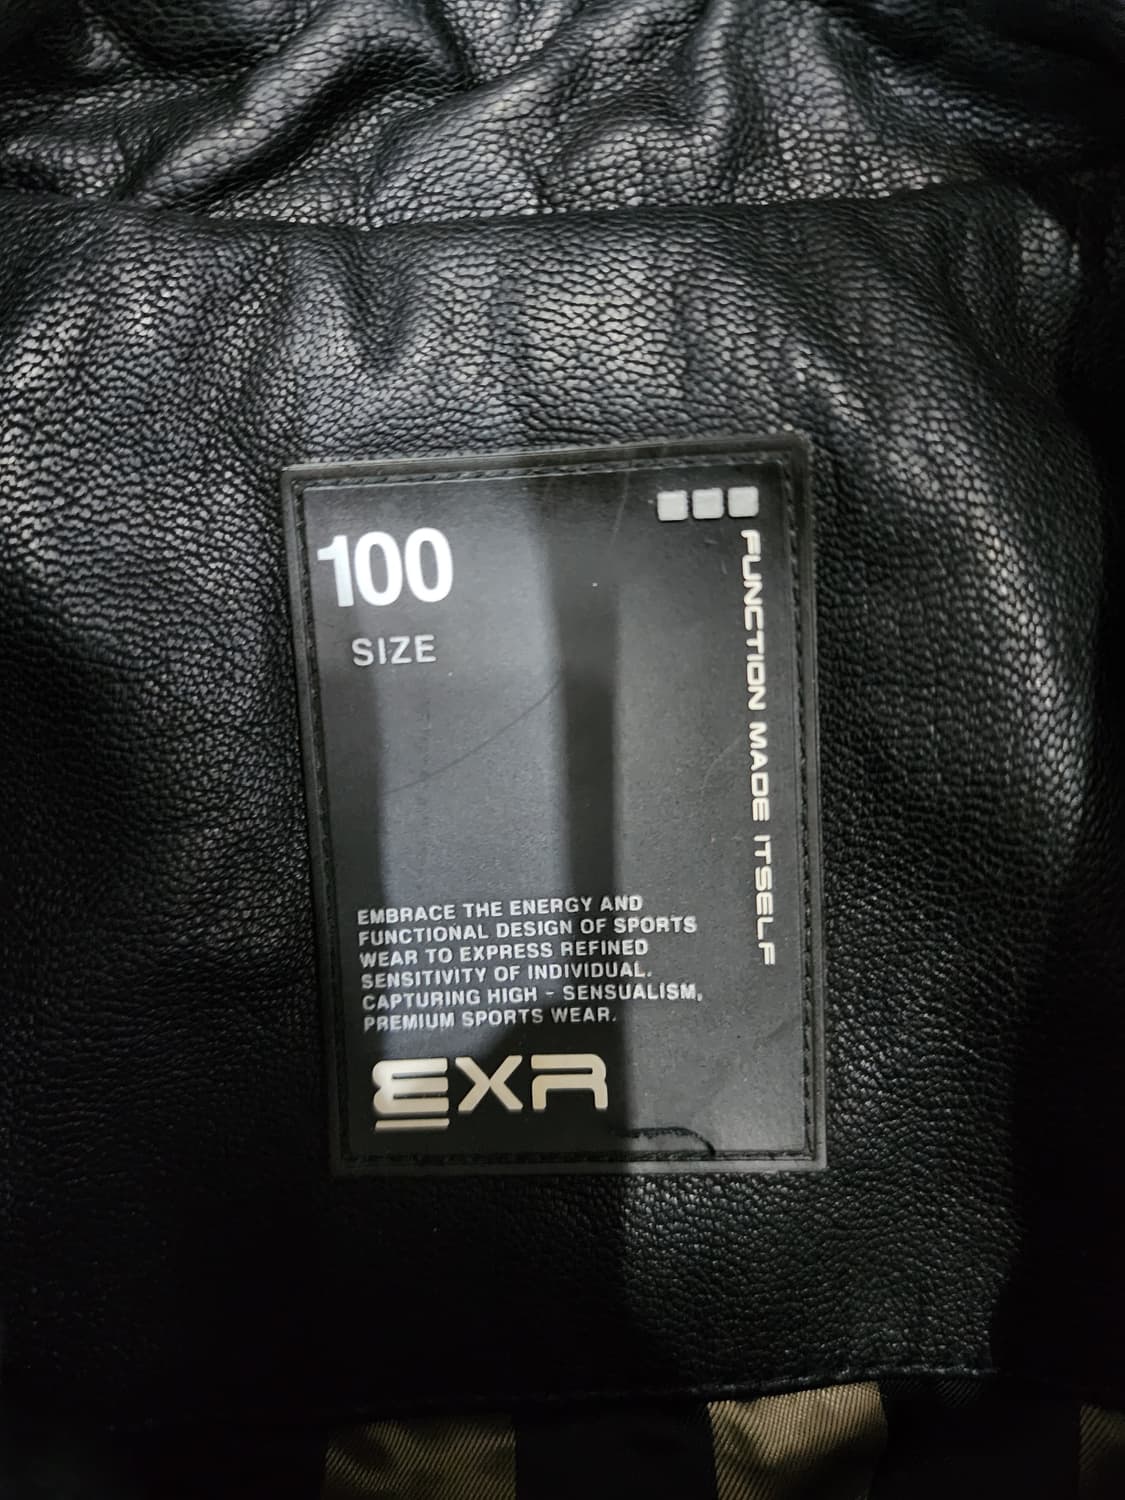 100
SIZE
FUNCTION MADE ITSELF
EMBRACE THE ENERGY AND
FUNCTIONAL DESIGN OF SPORTS
WEAR TO EXPRESS REFINED
SENSITIVITY OF INDIVIDUAL.
CAPTURING HIGH - SENSUALISM,
PREMIUM SPORTS WEAR.
EXR